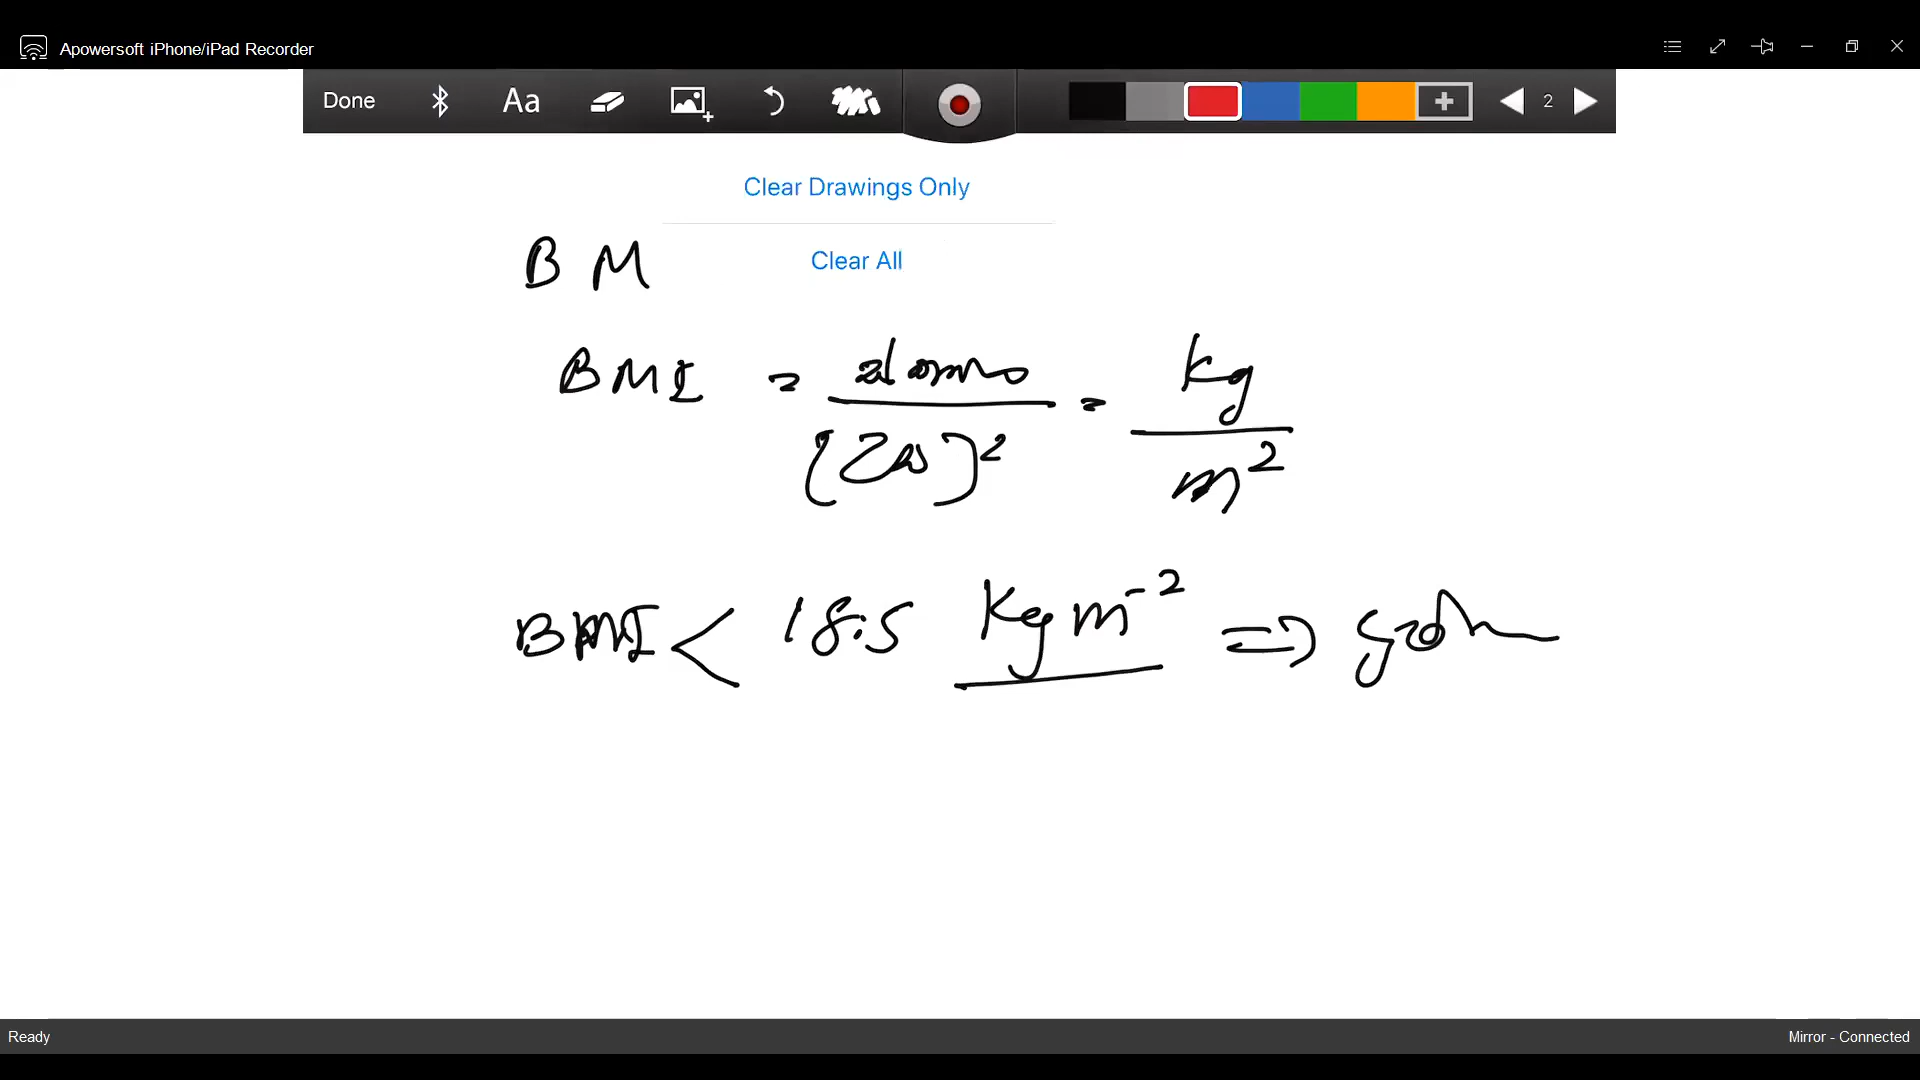 Apowersoft iPhone/iPad Recorder
Done Aa 2
Clear Drawings Only
B M Clear All
BMI = = kg
( )² m²
BMI < 18.5 kg m⁻² ⇒
Ready Mirror - Connected